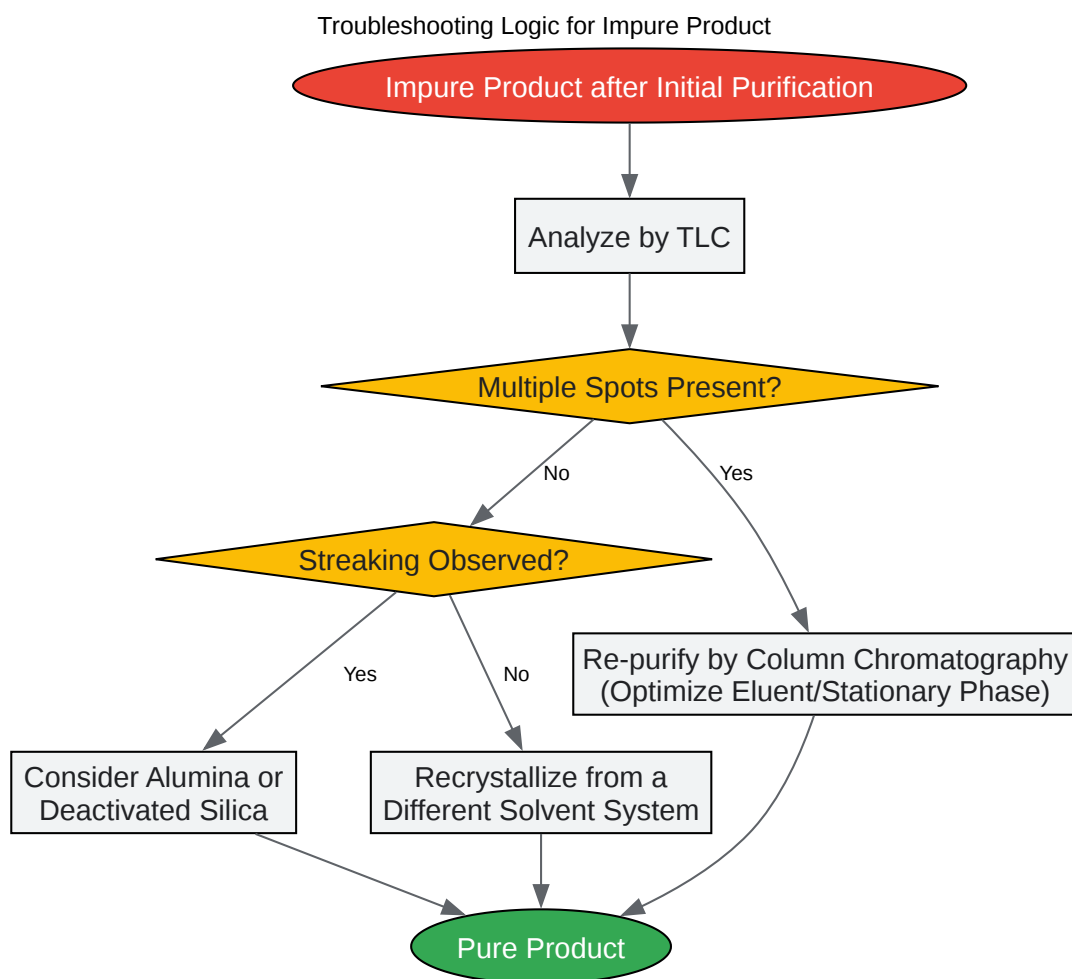 Troubleshooting Logic for Impure Product
Impure Product after Initial Purification
Analyze by TLC
Multiple Spots Present?
No
Yes
Streaking Observed?
Yes
No
Re-purify by Column Chromatography
(Optimize Eluent/Stationary Phase)
Consider Alumina or
Deactivated Silica
Recrystallize from a
Different Solvent System
Pure Product